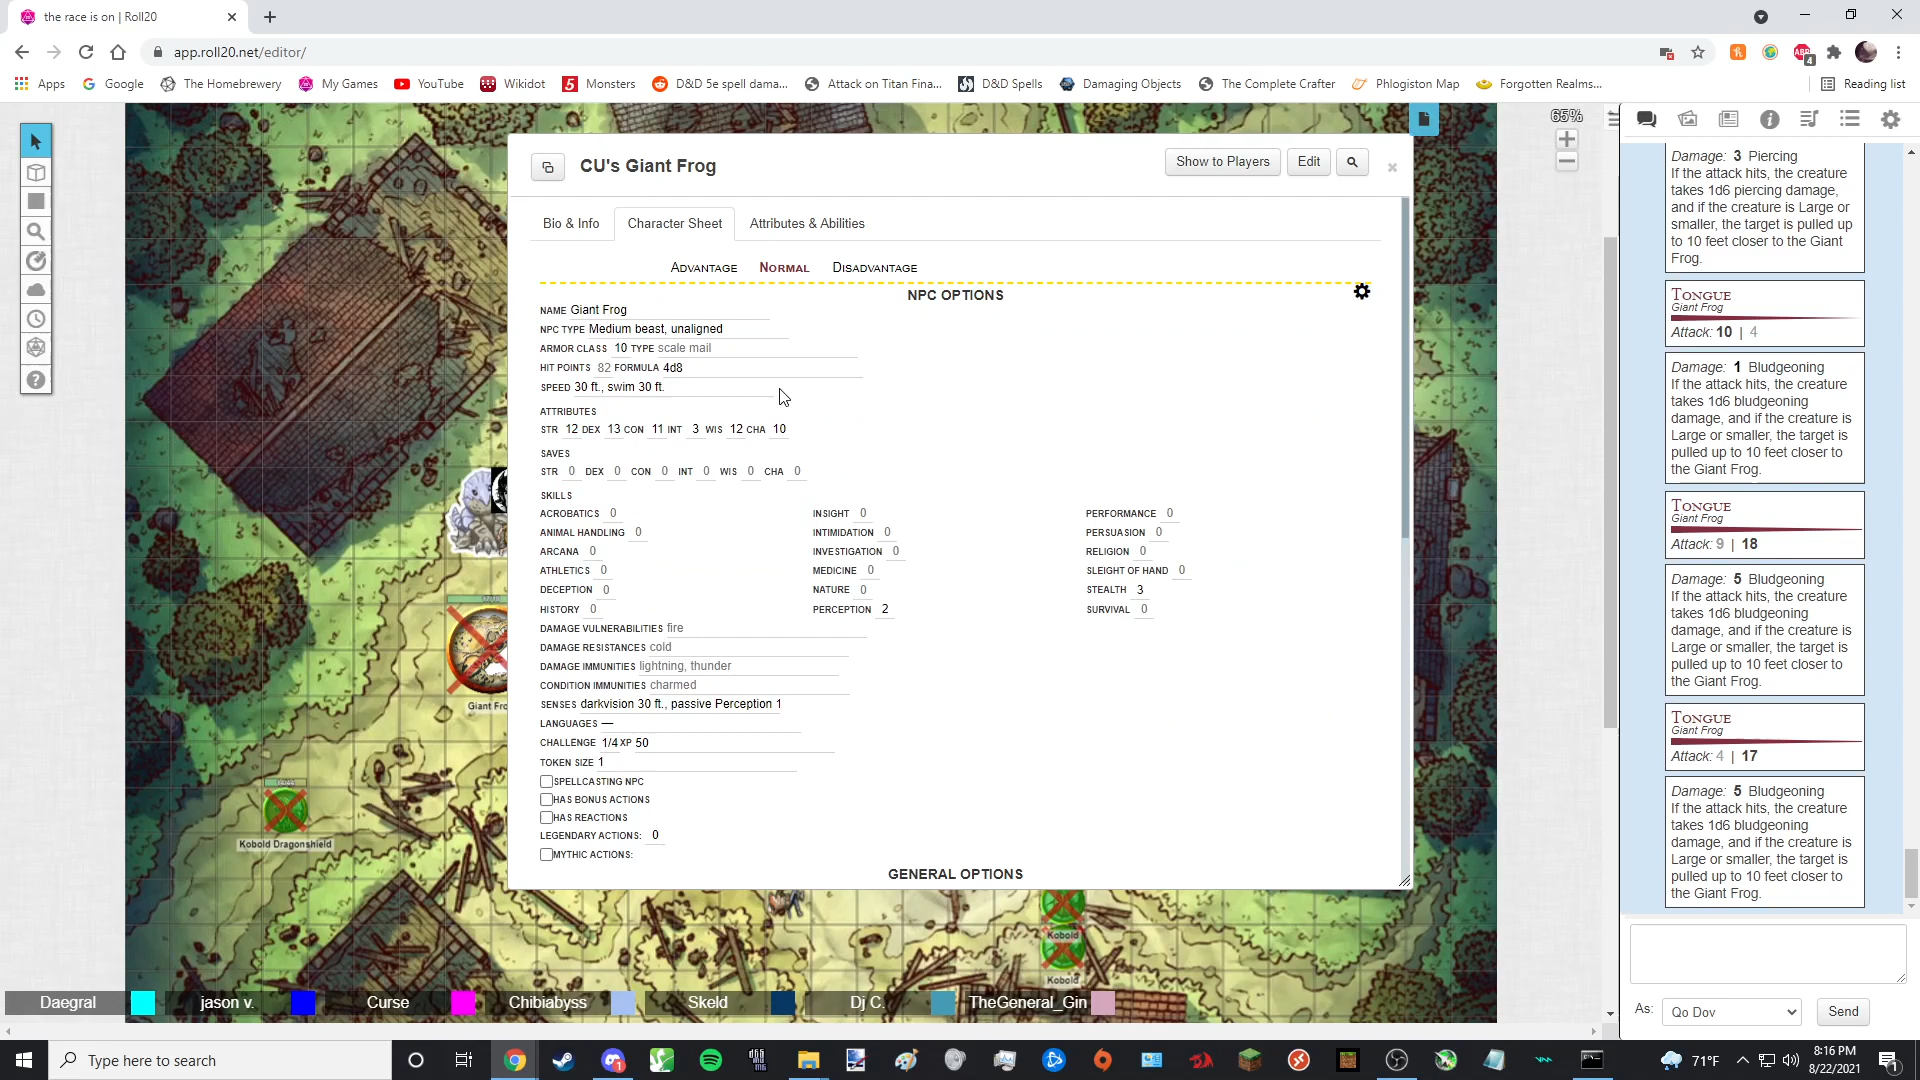 the race is on | Roll20
app.roll20.net/editor/
Apps
Google
The Homebrewery
My Games
YouTube
Wikidot
Monsters
D&D 5e spell dama...
Attack on Titan Fina...
D&D Spells
Damaging Objects
The Complete Crafter
Phlogiston Map
Forgotten Realms...
Reading list
65%
CU's Giant Frog
Show to Players
Edit
Bio & Info
Character Sheet
Attributes & Abilities
ADVANTAGE NORMAL DISADVANTAGE
NPC OPTIONS
NAME Giant Frog
NPC TYPE Medium beast, unaligned
ARMOR CLASS 10 TYPE scale mail
HIT POINTS 82 FORMULA 4d8
SPEED 30 ft., swim 30 ft.
ATTRIBUTES
STR 12 DEX 13 CON 11 INT 3 WIS 12 CHA 10
SAVES
STR 0 DEX 0 CON 0 INT 0 WIS 0 CHA 0
SKILLS
ACROBATICS 0 INSIGHT 0 PERFORMANCE 0
ANIMAL HANDLING 0 INTIMIDATION 0 PERSUASION 0
ARCANA 0 INVESTIGATION 0 RELIGION 0
ATHLETICS 0 MEDICINE 0 SLEIGHT OF HAND 0
DECEPTION 0 NATURE 0 STEALTH 3
HISTORY 0 PERCEPTION 2 SURVIVAL 0
DAMAGE VULNERABILITIES fire
DAMAGE RESISTANCES cold
DAMAGE IMMUNITIES lightning, thunder
CONDITION IMMUNITIES charmed
SENSES darkvision 30 ft., passive Perception 1
LANGUAGES —
CHALLENGE 1/4 XP 50
TOKEN SIZE 1
SPELLCASTING NPC
HAS BONUS ACTIONS
HAS REACTIONS
LEGENDARY ACTIONS: 0
MYTHIC ACTIONS:
GENERAL OPTIONS
Giant Fro
Kobold Dragonshield
Kobold
Kobold
Damage: 3 Piercing
If the attack hits, the creature
takes 1d6 piercing damage,
and if the creature is Large or
smaller, the target is pulled up
to 10 feet closer to the Giant
Frog.
TONGUE
Giant Frog
Attack: 10 | 4
Damage: 1 Bludgeoning
If the attack hits, the creature
takes 1d6 bludgeoning
damage, and if the creature is
Large or smaller, the target is
pulled up to 10 feet closer to
the Giant Frog.
TONGUE
Giant Frog
Attack: 9 | 18
Damage: 5 Bludgeoning
If the attack hits, the creature
takes 1d6 bludgeoning
damage, and if the creature is
Large or smaller, the target is
pulled up to 10 feet closer to
the Giant Frog.
TONGUE
Giant Frog
Attack: 4 | 17
Damage: 5 Bludgeoning
If the attack hits, the creature
takes 1d6 bludgeoning
damage, and if the creature is
Large or smaller, the target is
pulled up to 10 feet closer to
the Giant Frog.
As: Qo Dov
Send
Daegral
jason v.
Curse
Chibiabyss
Skeld
Dj C.
TheGeneral_Gin
Type here to search
71°F
8:16 PM
8/22/2021